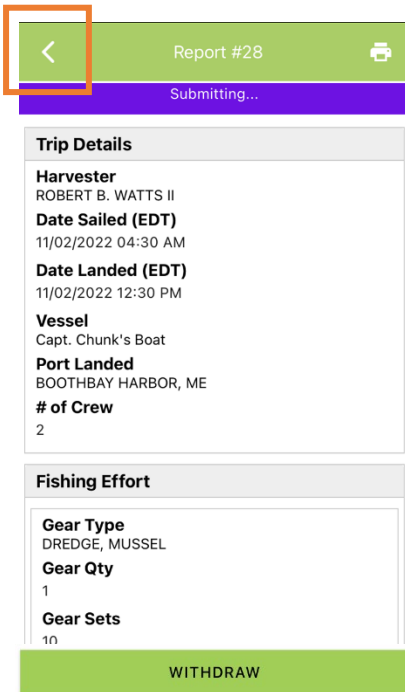 Report #28
Submitting...
Trip Details
Harvester
ROBERT B. WATTS II
Date Sailed (EDT)
11/02/2022 04:30 AM
Date Landed (EDT)
11/02/2022 12:30 PM
Vessel
Capt. Chunk's Boat
Port Landed
BOOTHBAY HARBOR, ME
# of Crew
2
Fishing Effort
Gear Type
DREDGE, MUSSEL
Gear Qty
1
Gear Sets
10
WITHDRAW